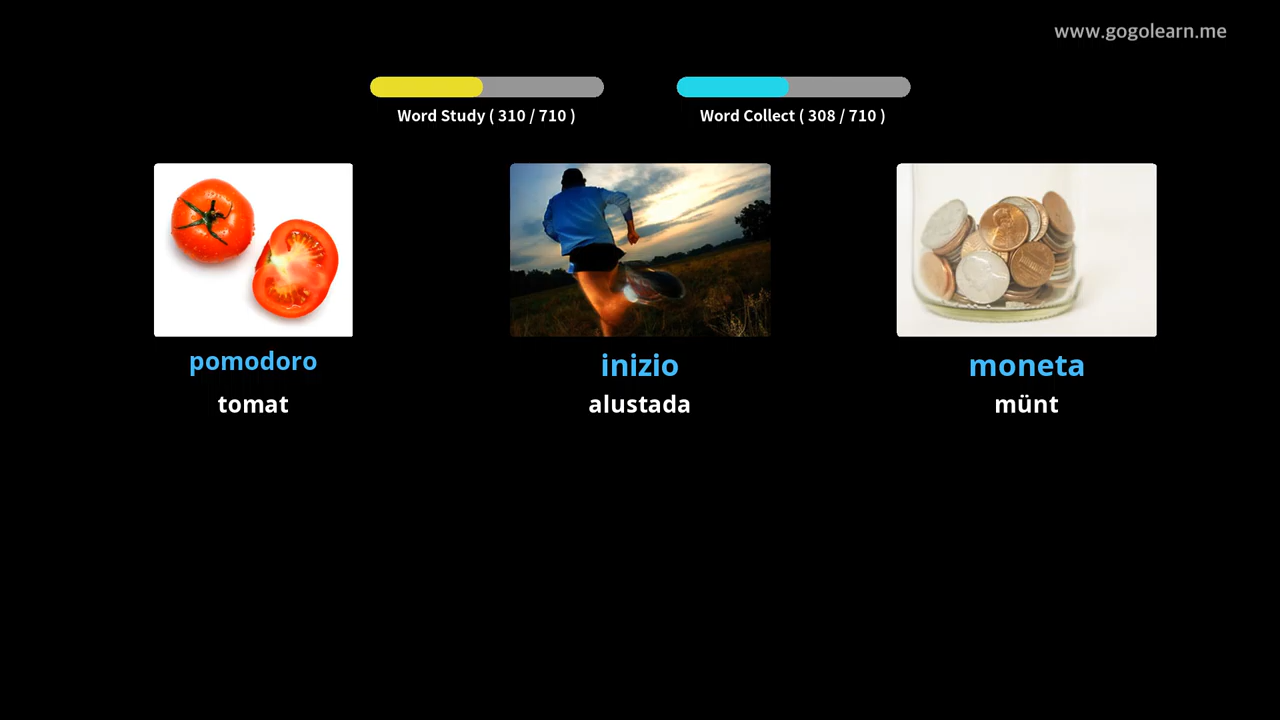 www.gogolearn.me
Word Study ( 310 / 710 )
Word Collect ( 308 / 710 )
pomodoro
tomat
inizio
alustada
moneta
münt